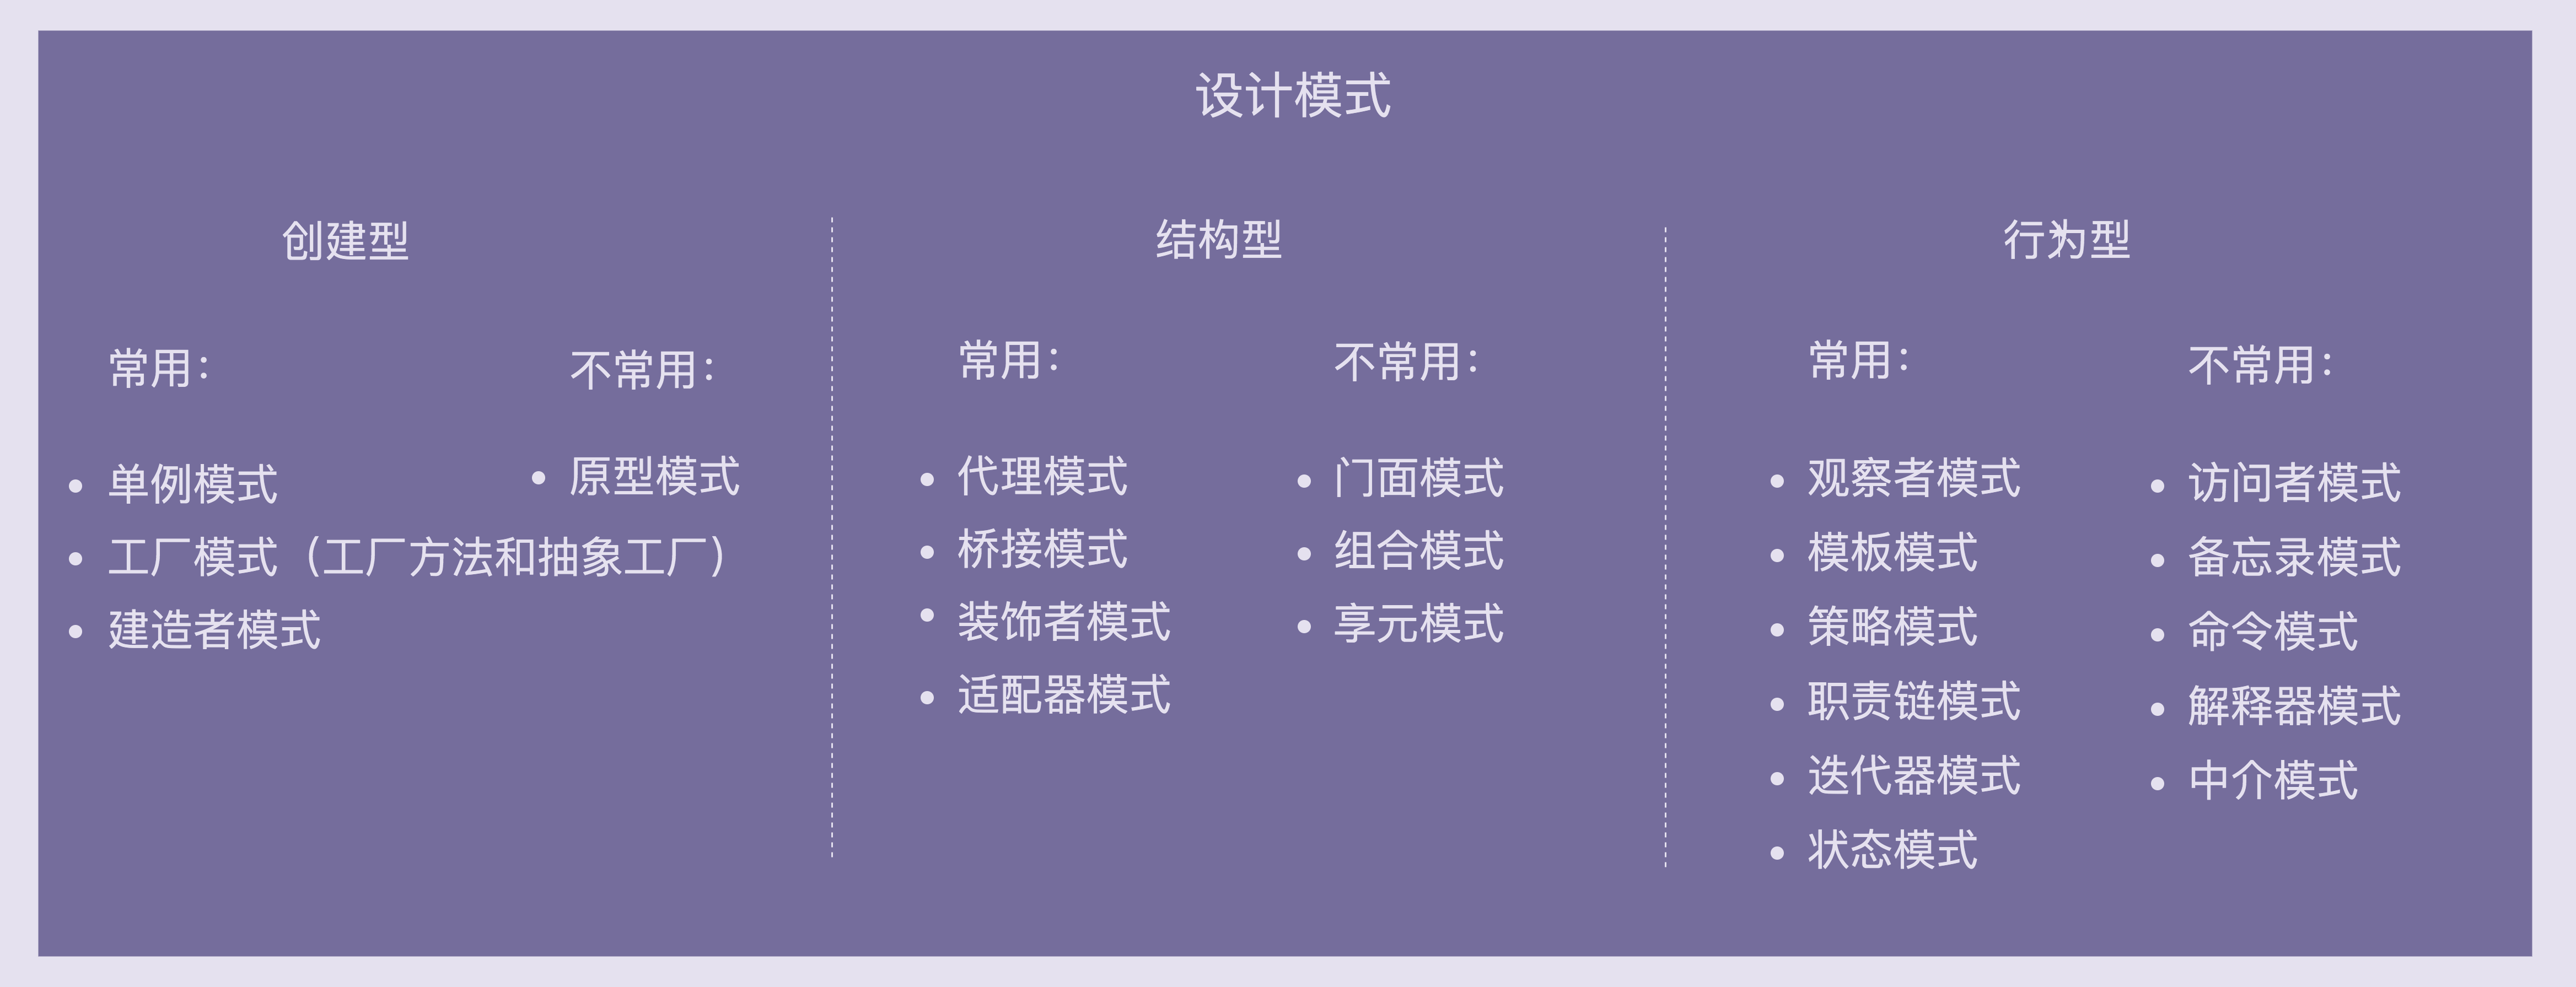 设计模式
创建型
常用：
• 单例模式
• 工厂模式（工厂方法和抽象工厂）
• 建造者模式
不常用：
• 原型模式
结构型
常用：
• 代理模式
• 桥接模式
• 装饰者模式
• 适配器模式
不常用：
• 门面模式
• 组合模式
• 享元模式
行为型
常用：
• 观察者模式
• 模板模式
• 策略模式
• 职责链模式
• 迭代器模式
• 状态模式
不常用：
• 访问者模式
• 备忘录模式
• 命令模式
• 解释器模式
• 中介模式